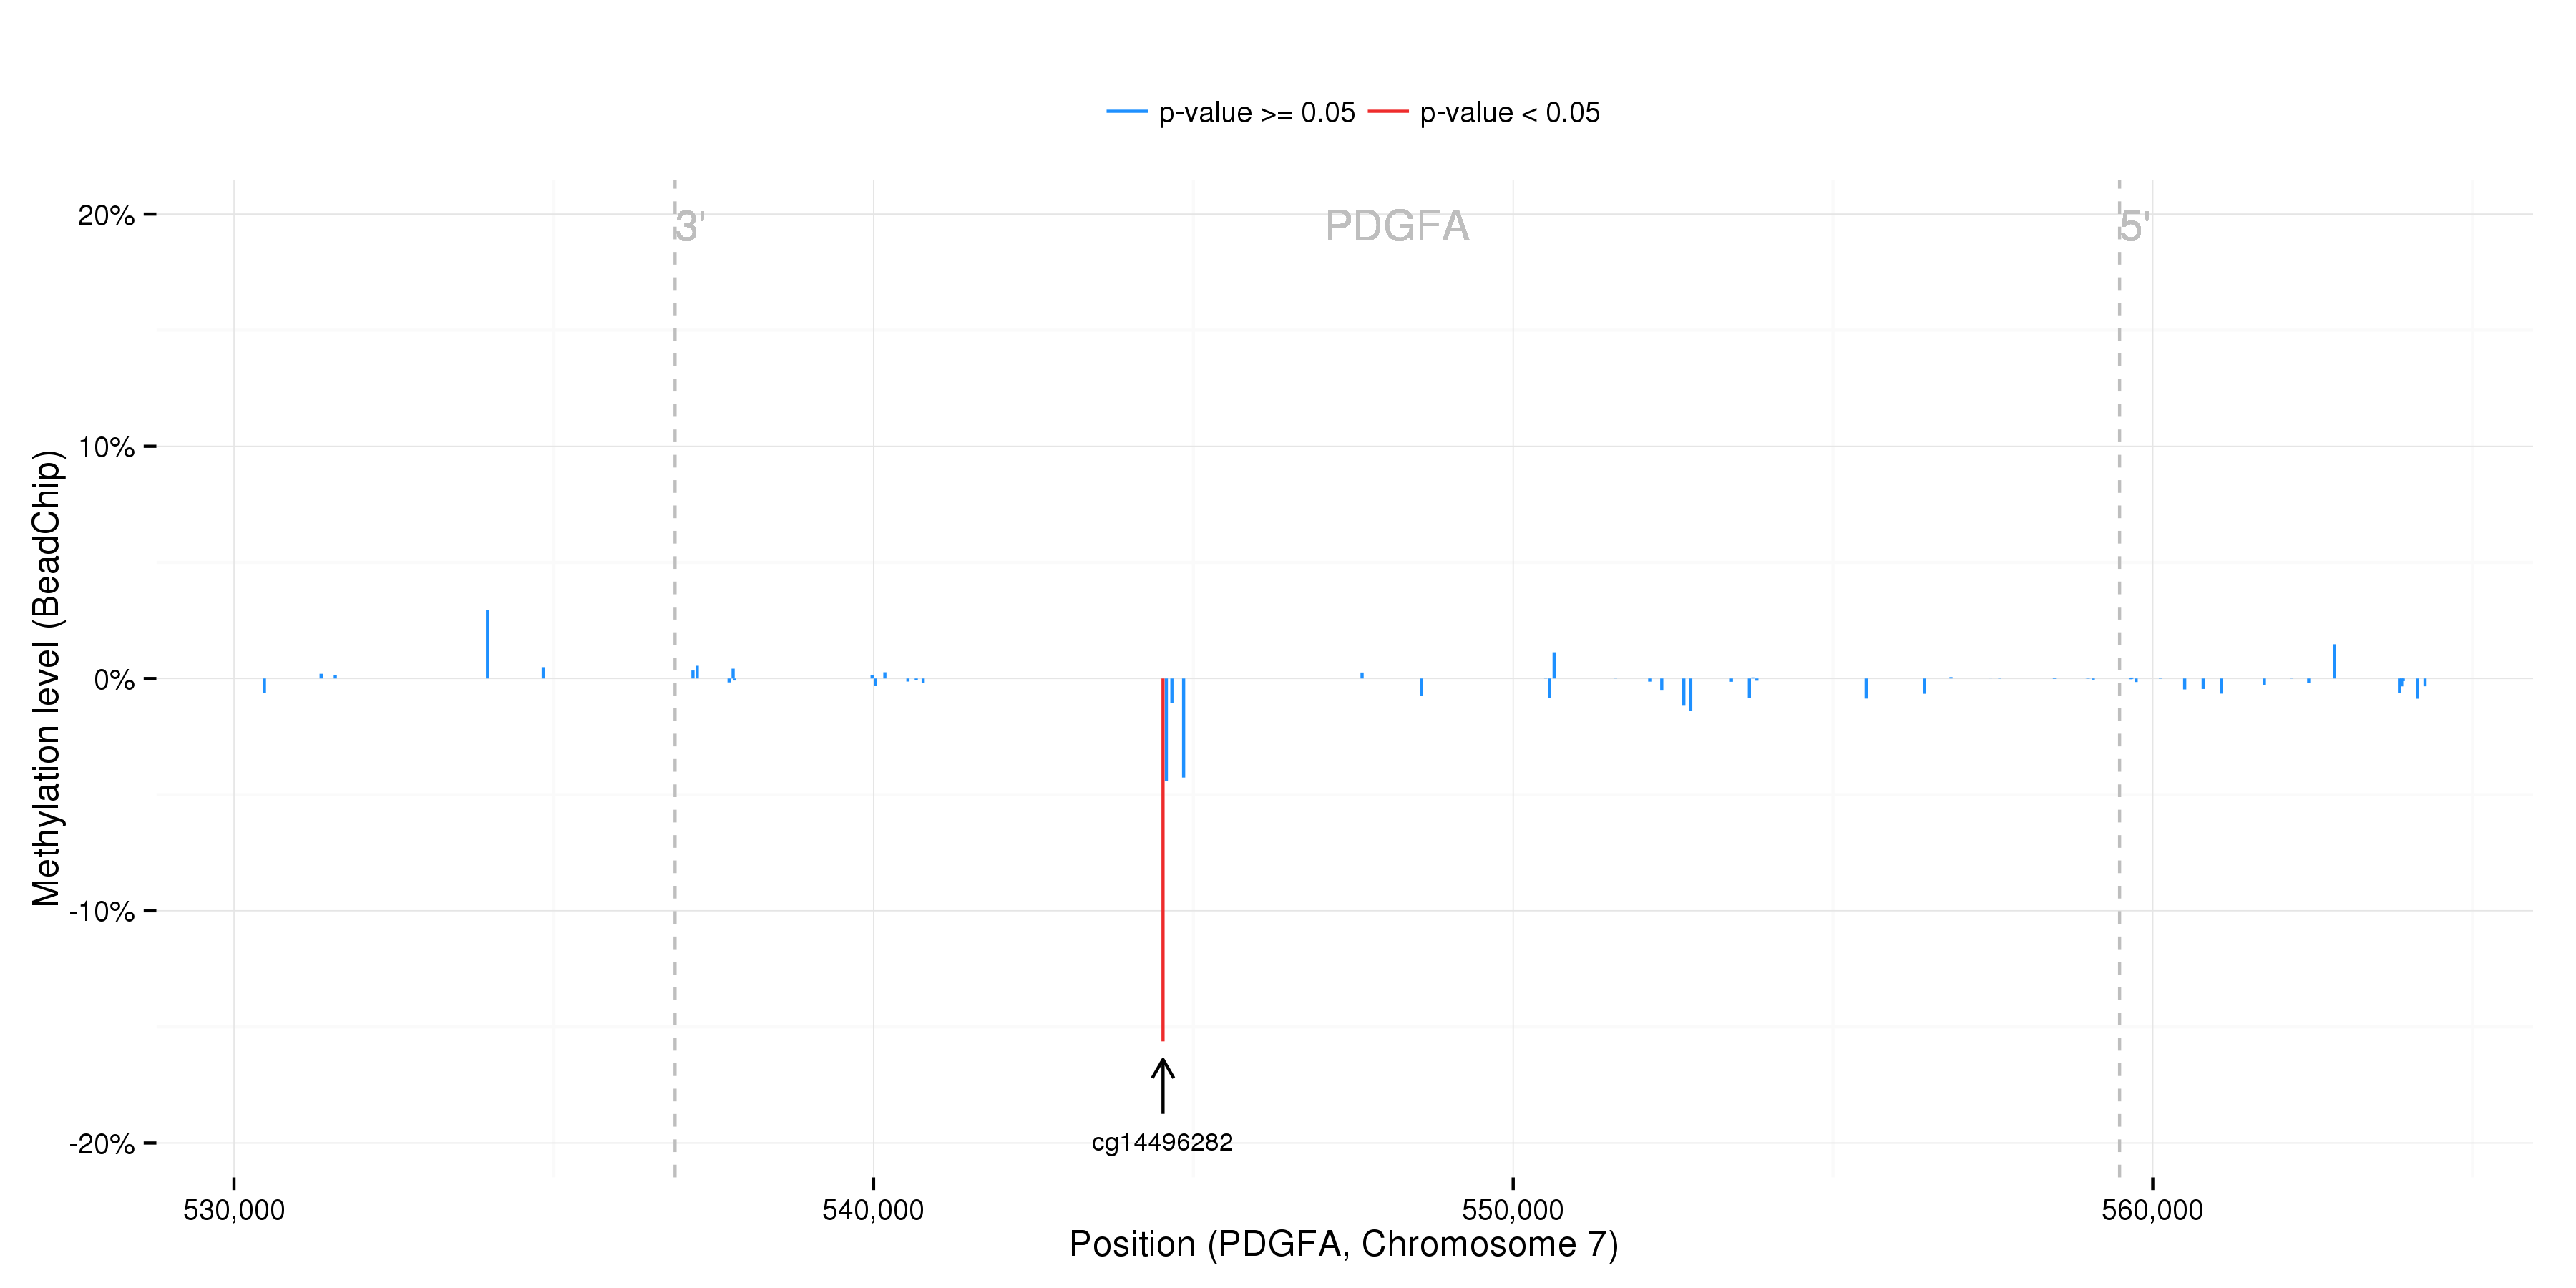 p-value >= 0.05 p-value < 0.05
20%
3' PDGFA 5'
10%
0%
-10%
-20%
Methylation level (BeadChip)
cg14496282
530,000 540,000 550,000 560,000
Position (PDGFA, Chromosome 7)